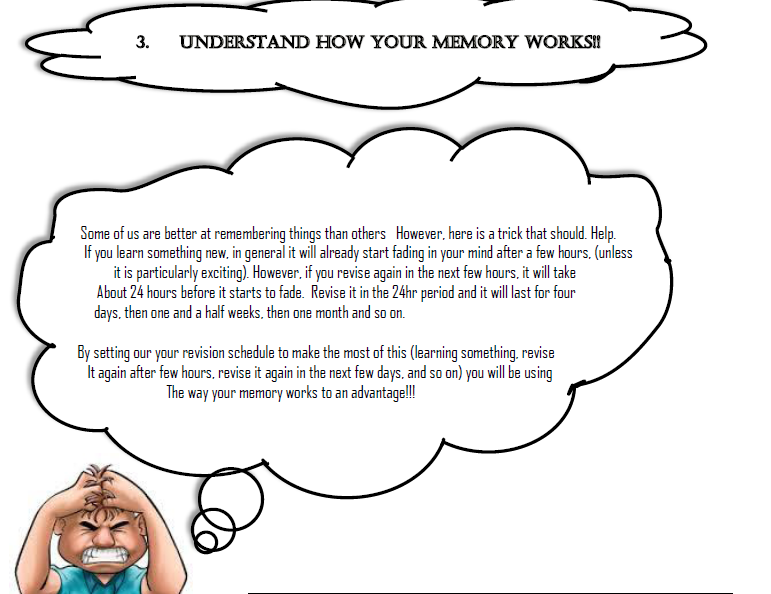 3. UNDERSTAND HOW YOUR MEMORY WORKS!!
Some of us are better at remembering things than others However, here is a trick that should. Help.
If you learn something new, in general it will already start fading in your mind after a few hours, (unless
it is particularly exciting). However, if you revise again in the next few hours, it will take
About 24 hours before it starts to fade. Revise it in the 24hr period and it will last for four
days, then one and a half weeks, then one month and so on.
By setting our your revision schedule to make the most of this (learning something, revise
It again after few hours, revise it again in the next few days, and so on) you will be using
The way your memory works to an advantage!!!